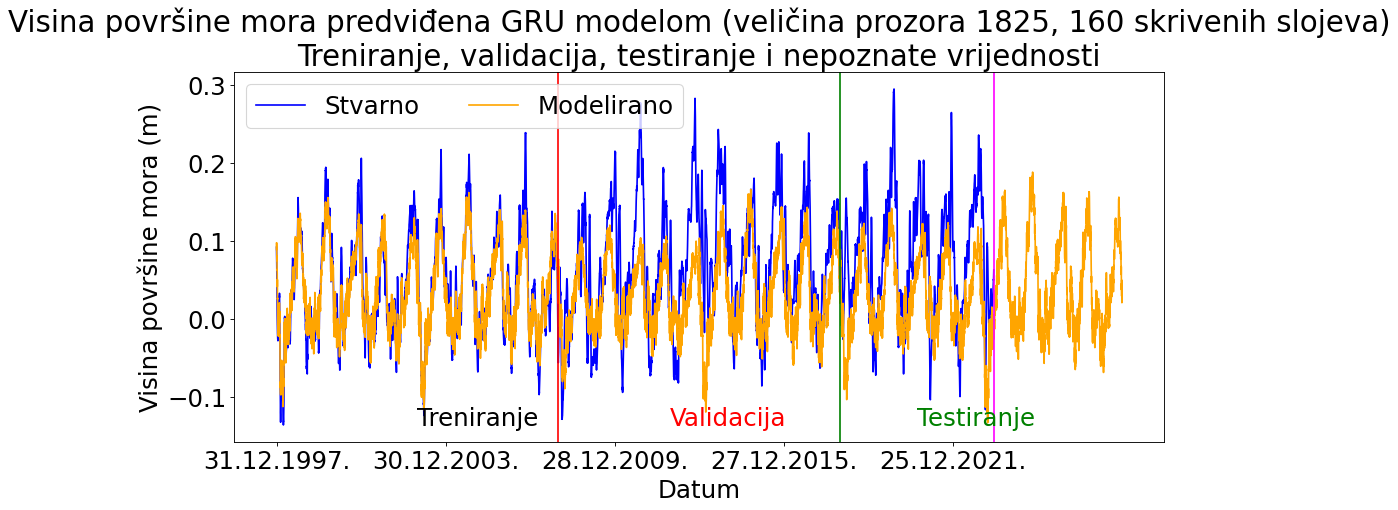 Visina površine mora predviđena GRU modelom (veličina prozora 1825, 160 skrivenih slojeva)
Treniranje, validacija, testiranje i nepoznate vrijednosti
Stvarno Modelirano
Visina površine mora (m)
0.3
0.2
0.1
0.0
−0.1
Treniranje Validacija Testiranje
31.12.1997. 30.12.2003. 28.12.2009. 27.12.2015. 25.12.2021.
Datum